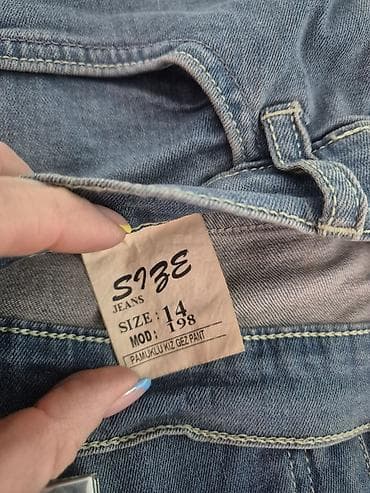 SIZE
JEANS
SIZE: 14
MOD: 198
PAMUKLU KIZ GEZ PANT